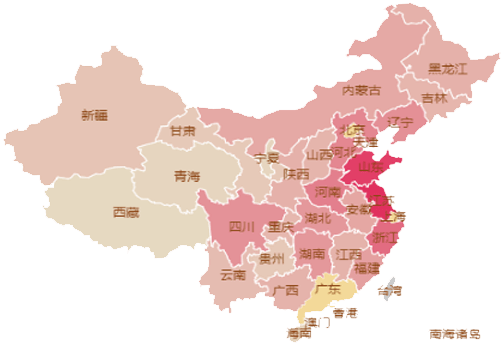 黑龙江
内蒙古
吉林
新疆
辽宁
北京
甘肃
天津
宁夏
山西
河北
山东
青海
陕西
河南
江苏
西藏
安徽
上海
四川
重庆
湖北
浙江
贵州
湖南
江西
云南
福建
广西
广东
台湾
香港
澳门
海南
南海诸岛